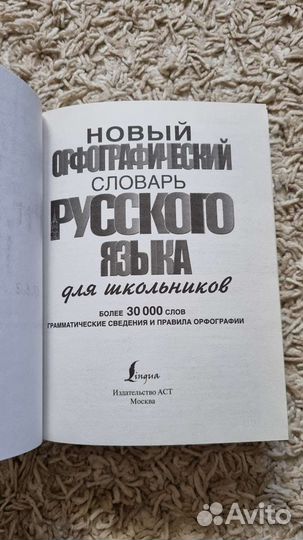 НОВЫЙ
ОРФОГРАФИЧЕСКИЙ
СЛОВАРЬ
РУССКОГО
ЯЗЫКА
для школьников
БОЛЕЕ 30 000 СЛОВ
ГРАММАТИЧЕСКИЕ СВЕДЕНИЯ И ПРАВИЛА ОРФОГРАФИИ
Lingua
Издательство АСТ
Москва
Avito